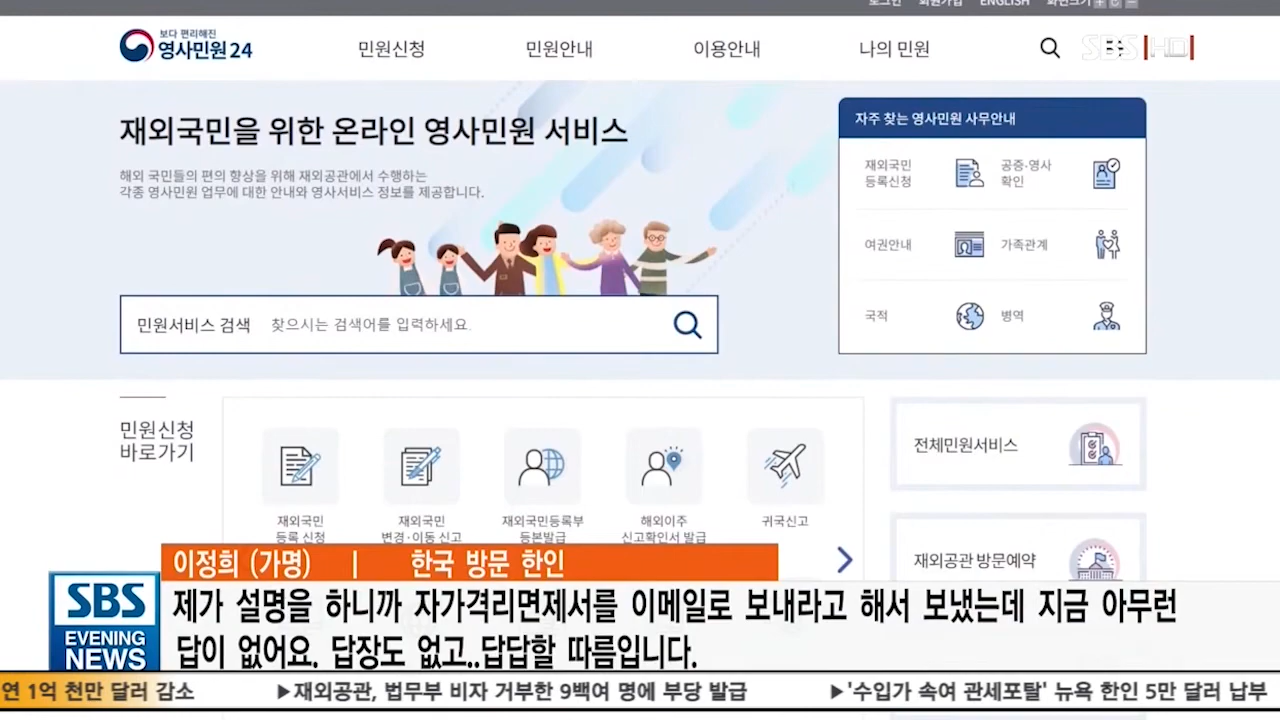 로그인 회원가입 ENGLISH 화면크기
보다 편리해진
영사민원24
민원신청 민원안내 이용안내 나의 민원
SBS HD
재외국민을 위한 온라인 영사민원 서비스
해외 국민들의 편의 향상을 위해 재외공관에서 수행하는
각종 영사민원 업무에 대한 안내와 영사서비스 정보를 제공합니다.
민원서비스 검색 찾으시는 검색어를 입력하세요.
자주 찾는 영사민원 사무안내
재외국민
등록신청
공증·영사
확인
여권안내
가족관계
국적
병역
민원신청
바로가기
재외국민
등록 신청
재외국민
변경·이동 신고
재외국민등록부
등본발급
해외이주
신고확인서 발급
귀국신고
전체민원서비스
재외공관 방문예약
이정희 (가명) | 한국 방문 한인
SBS
EVENING
NEWS
제가 설명을 하니까 자가격리면제서를 이메일로 보내라고 해서 보냈는데 지금 아무런
답이 없어요. 답장도 없고..답답할 따름입니다.
연 1억 천만 달러 감소 ▶재외공관, 법무부 비자 거부한 9백여 명에 부당 발급 ▶'수입가 속여 관세포탈' 뉴욕 한인 5만 달러 납부